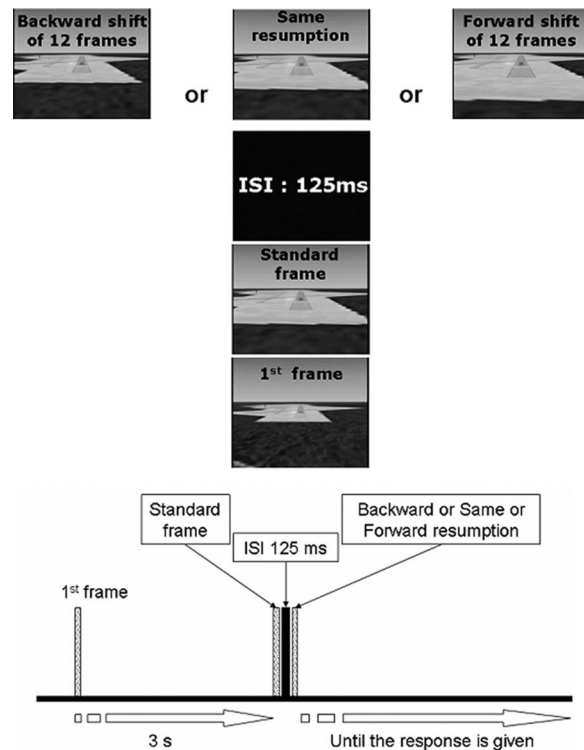 Backward shift
of 12 frames
or
Same
resumption
or
Forward shift
of 12 frames
ISI : 125ms
Standard
frame
1st frame
Standard
frame
ISI 125 ms
Backward or Same or
Forward resumption
1st frame
3 s
Until the response is given